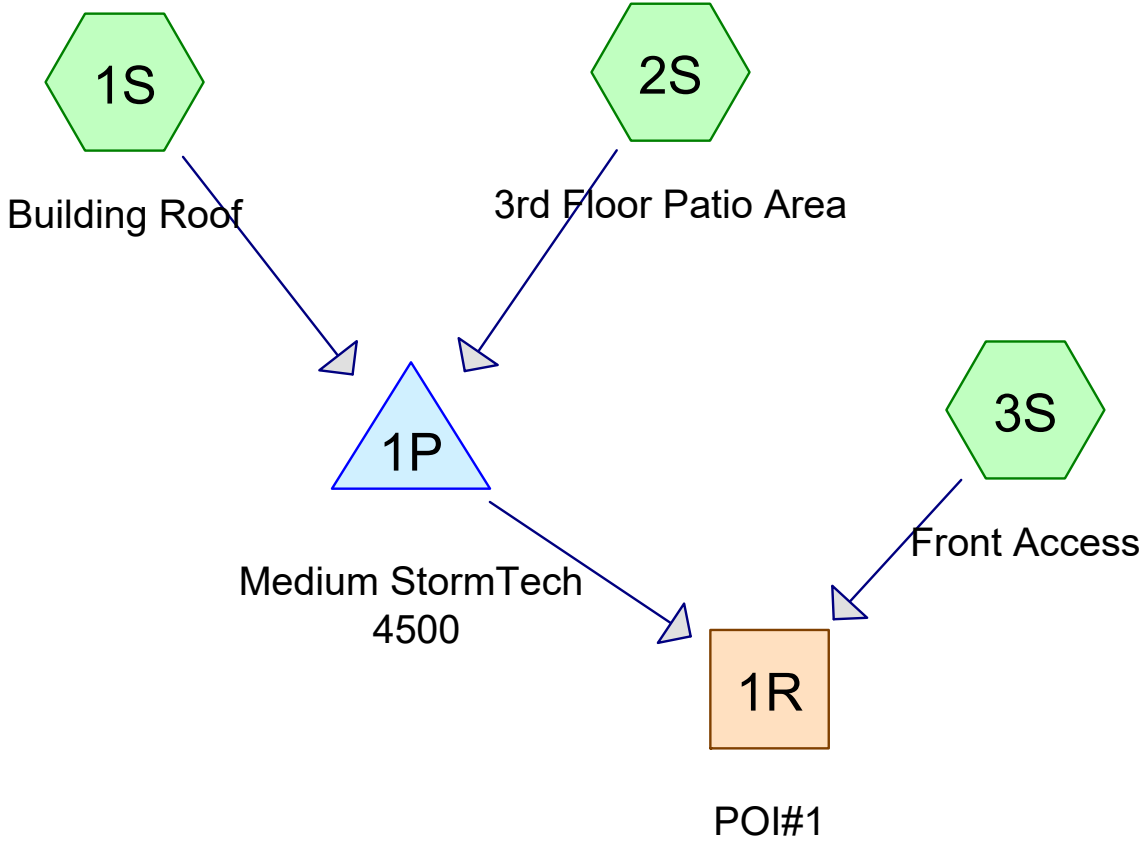 1S
2S
Building Roof
3rd Floor Patio Area
1P
3S
Medium StormTech
4500
Front Access
1R
POI#1